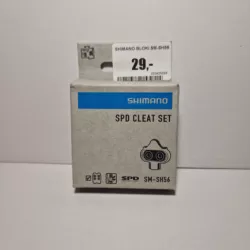 SHIMANO BLOKI SM-SH56
29,-
SHIMANO
SPD CLEAT SET
SPD
SM-SH56